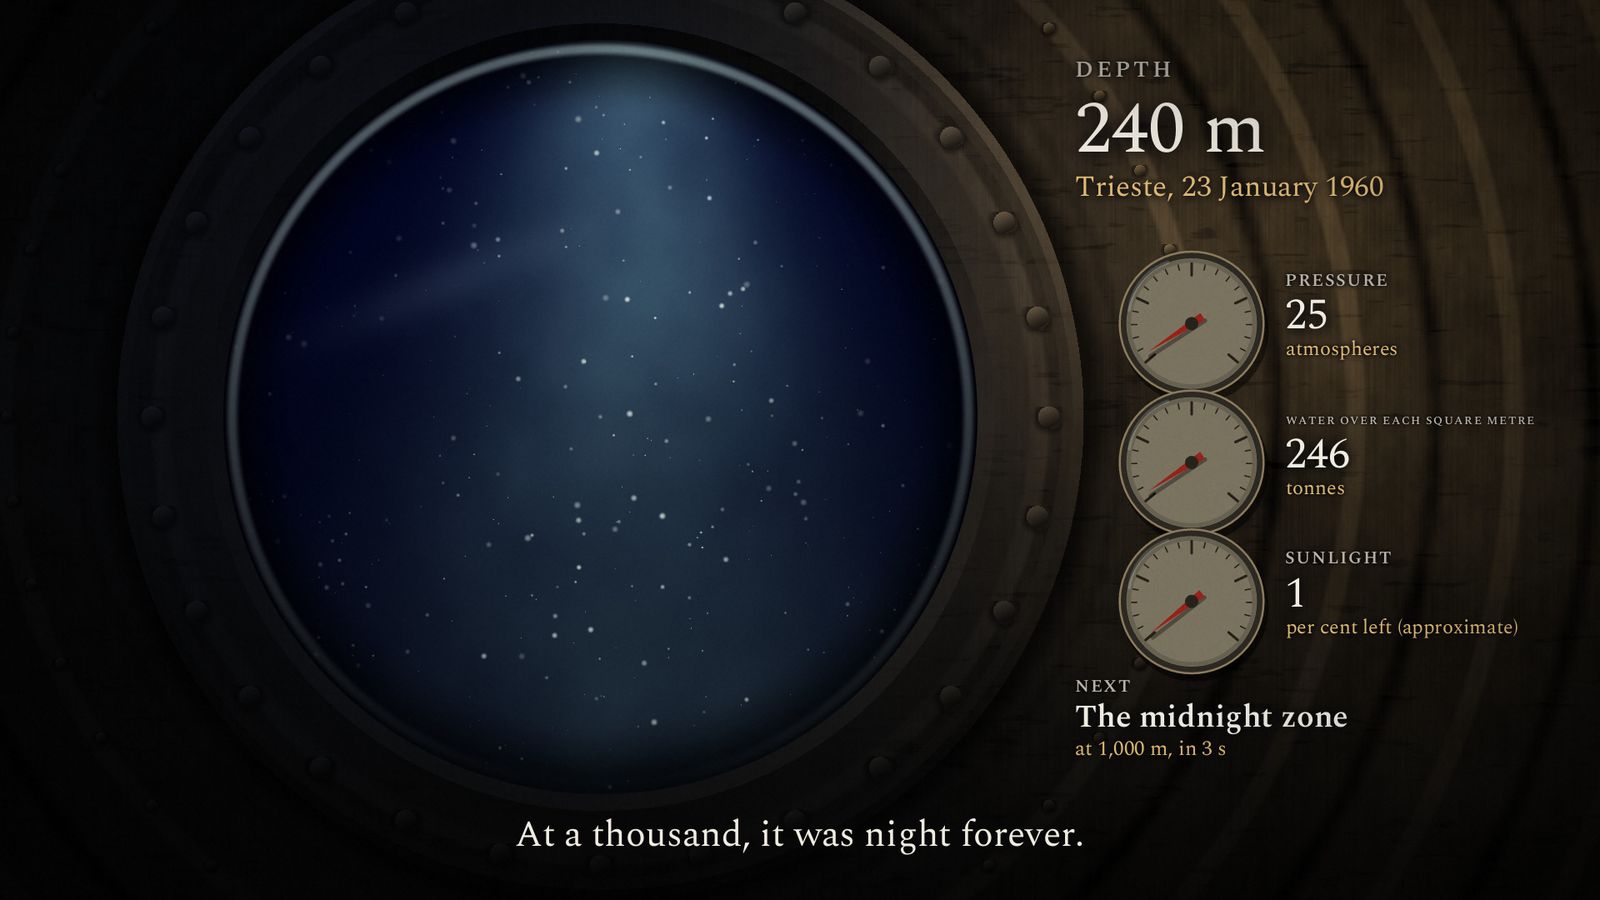 DEPTH
240 m
Trieste, 23 January 1960
PRESSURE
25
atmospheres
WATER OVER EACH SQUARE METRE
246
tonnes
SUNLIGHT
1
per cent left (approximate)
NEXT
The midnight zone
at 1,000 m, in 3 s
At a thousand, it was night forever.